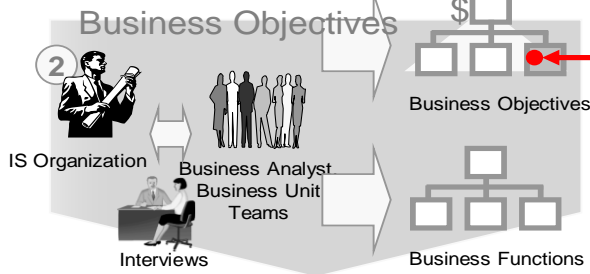 Business Objectives
$
2
Business Objectives
IS Organization
Business Analyst,
Business Unit
Teams
Interviews
Business Functions